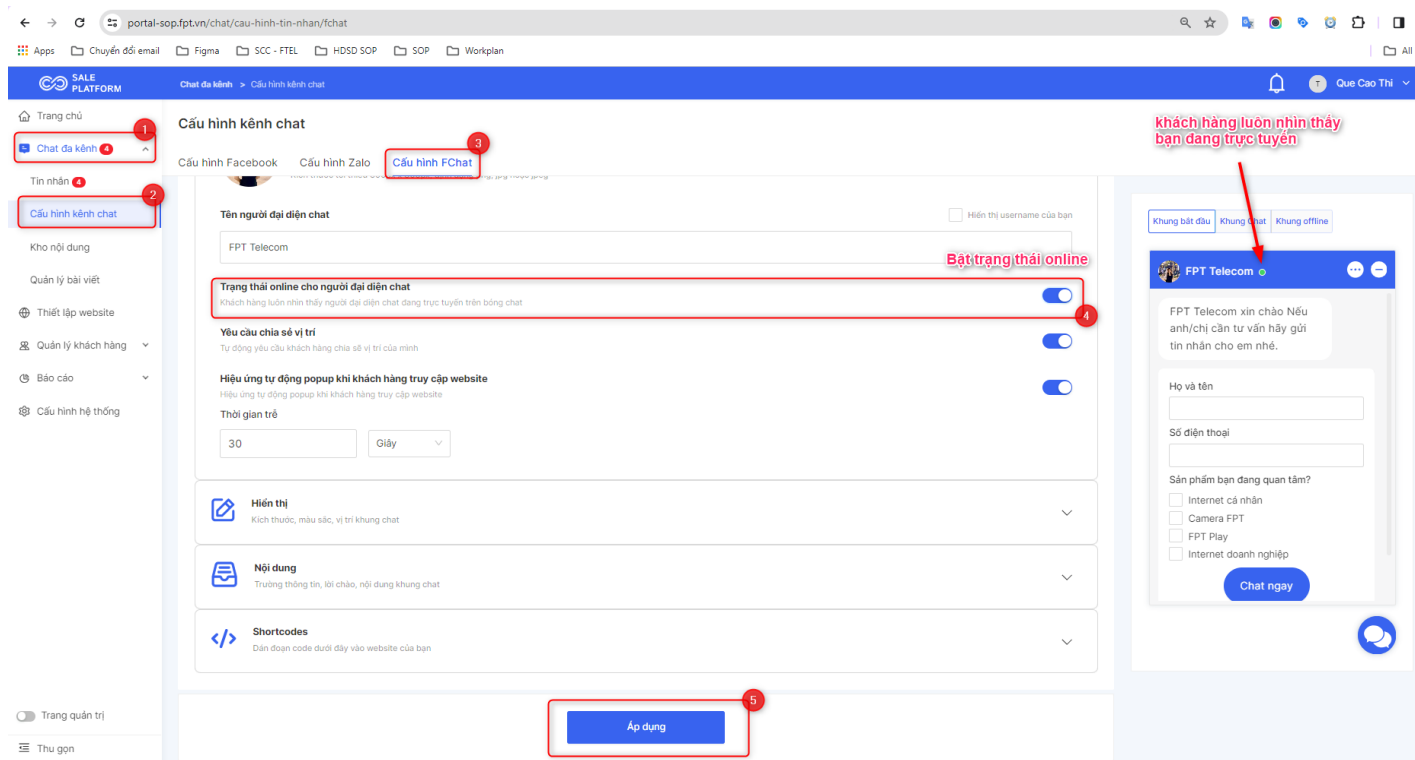 portal-sop.fpt.vn/chat/cau-hinh-tin-nhan/fchat
Apps Chuyển đổi email Figma SCC - FTEL HDSD SOP SOP Workplan All
SALE PLATFORM
Chat đa kênh > Cấu hình kênh chat
T Que Cao Thi
Trang chủ
1
Chat đa kênh 4
Tin nhắn 4
2
Cấu hình kênh chat
Kho nội dung
Quản lý bài viết
Thiết lập website
Quản lý khách hàng
Báo cáo
Cấu hình hệ thống
Trang quản trị
Thu gọn
Cấu hình kênh chat
3
Cấu hình Facebook Cấu hình Zalo Cấu hình FChat
Tên người đại diện chat
Hiển thị username của bạn
FPT Telecom
Bật trạng thái online
Trạng thái online cho người đại diện chat
Khách hàng luôn nhìn thấy người đại diện chat đang trực tuyến trên bóng chat
4
Yêu cầu chia sẻ vị trí
Tự động yêu cầu khách hàng chia sẽ vị trí của mình
Hiệu ứng tự động popup khi khách hàng truy cập website
Hiệu ứng tự động popup khi khách hàng truy cập website
Thời gian trễ
30 Giây
Hiển thị
Kích thước, màu sắc, vị trí khung chat
Nội dung
Trường thông tin, lời chào, nội dung khung chat
</> Shortcodes
Dán đoạn code dưới đây vào website của bạn
5
Áp dụng
khách hàng luôn nhìn thấy
bạn đang trực tuyến
Khung bắt đầu Khung Chat Khung offline
FPT Telecom
FPT Telecom xin chào Nếu
anh/chị cần tư vấn hãy gửi
tin nhắn cho em nhé.
Họ và tên
Số điện thoại
Sản phẩm bạn đang quan tâm?
Internet cá nhân
Camera FPT
FPT Play
Internet doanh nghiệp
Chat ngay